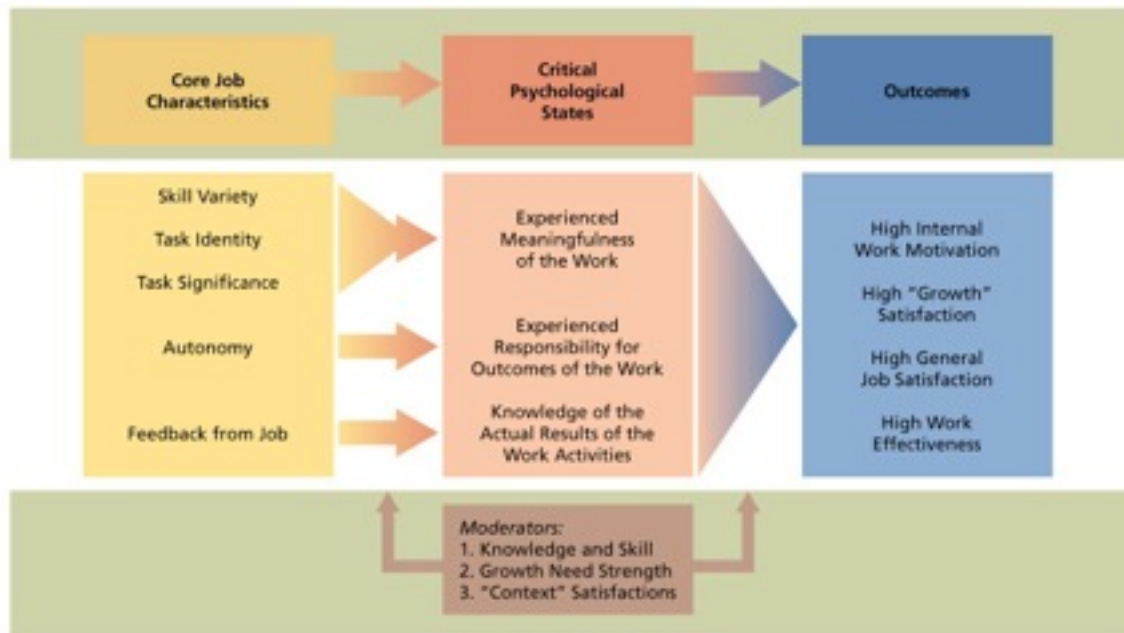 Core Job
Characteristics
Critical
Psychological
States
Outcomes
Skill Variety
Task Identity
Task Significance
Autonomy
Feedback from Job
Experienced
Meaningfulness
of the Work
Experienced
Responsibility for
Outcomes of the Work
Knowledge of the
Actual Results of the
Work Activities
High Internal
Work Motivation
High "Growth"
Satisfaction
High General
Job Satisfaction
High Work
Effectiveness
Moderators:
1. Knowledge and Skill
2. Growth Need Strength
3. "Context" Satisfactions